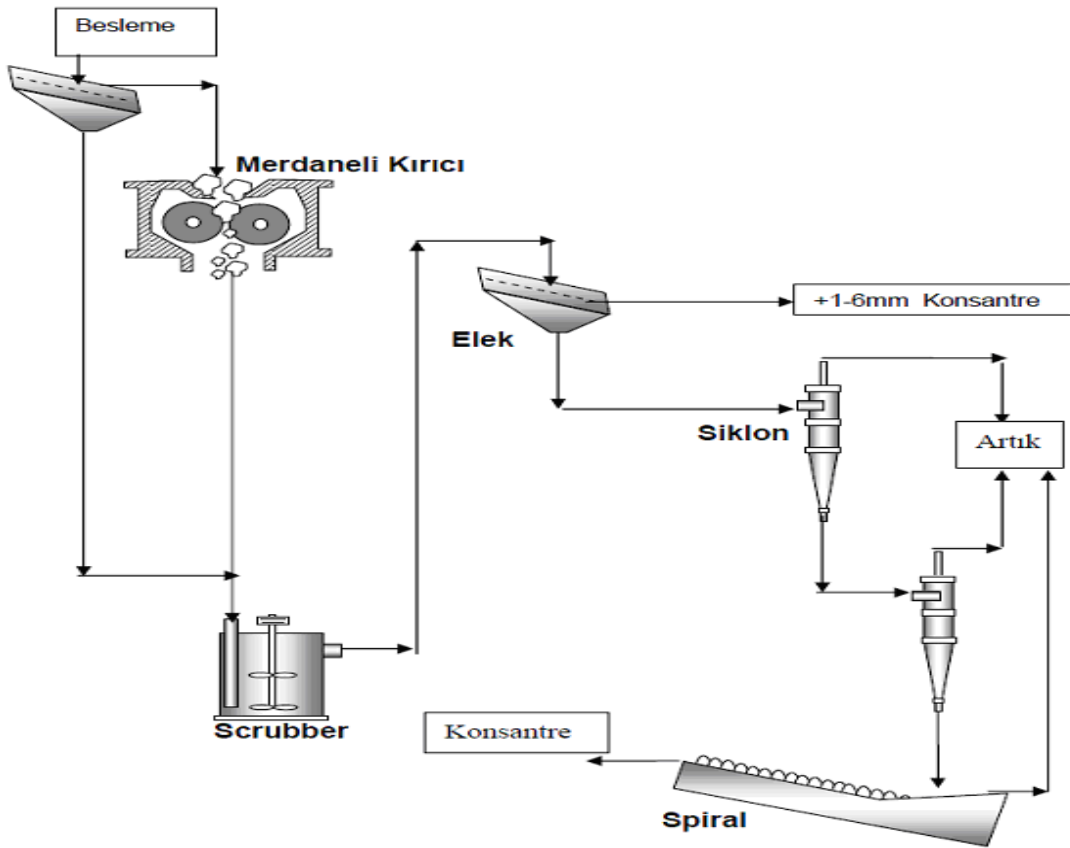 Besleme
Merdaneli Kırıcı
+1-6mm Konsantre
Elek
Siklon
Artık
Scrubber
Konsantre
Spiral